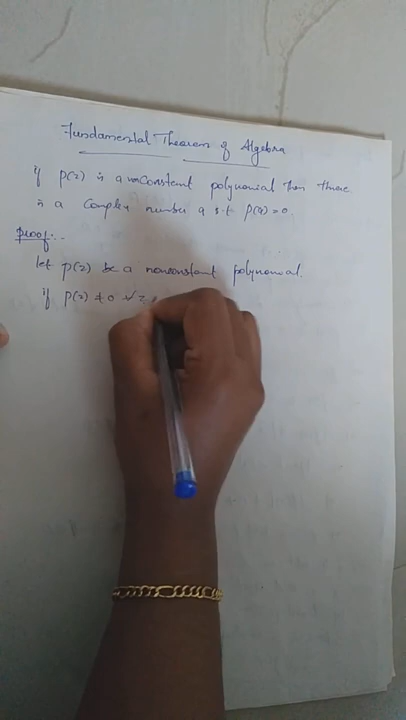 Fundamental Theorem of Algebra
if p(z) is a nonconstant polynomial then there
is a complex number a s.t p(a)=0.
Proof:-
let p(z) be a nonconstant polynomial.
if p(z) ≠ 0 ∀ z